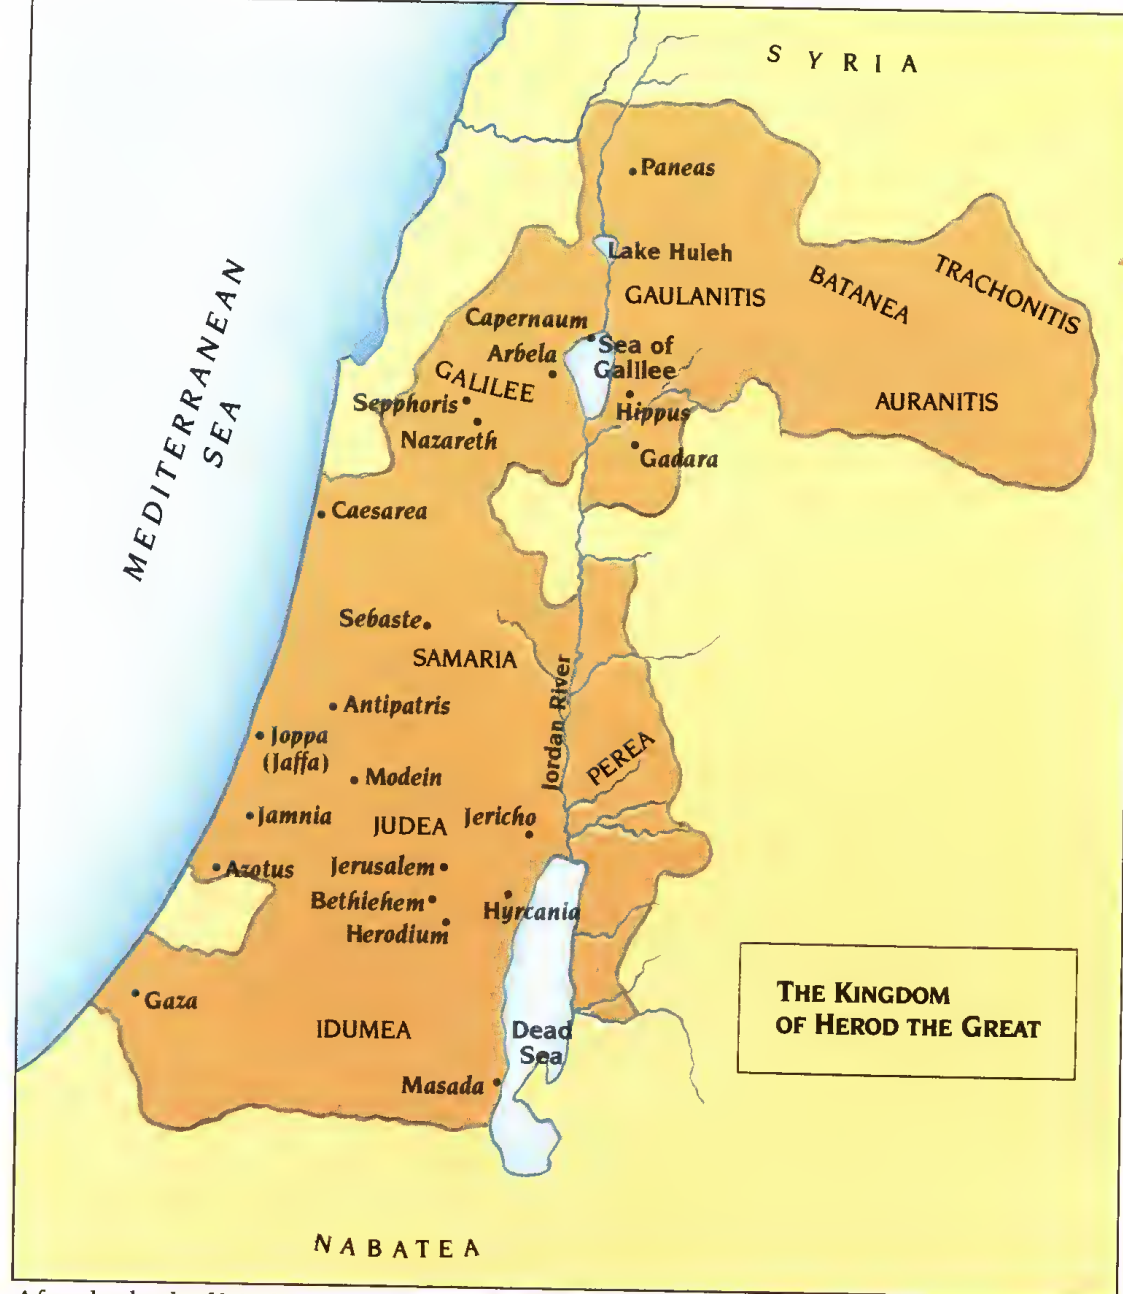 SYRIA
Paneas
Lake Huleh
GAULANITIS
BATANEA
TRACHONITIS
Capernaum
Sea of
Galilee
Arbela
GALILEE
AURANITIS
Sepphoris
Hippus
Nazareth
Gadara
MEDITERRANEAN
SEA
Caesarea
Sebaste
SAMARIA
Jordan River
Antipatris
Joppa
(Jaffa)
PEREA
Modein
Jamnia
JUDEA
Jericho
Azotus
Jerusalem
Bethiehem
Hyrcania
Herodium
THE KINGDOM
OF HEROD THE GREAT
Gaza
IDUMEA
Dead
Sea
Masada
NABATEA